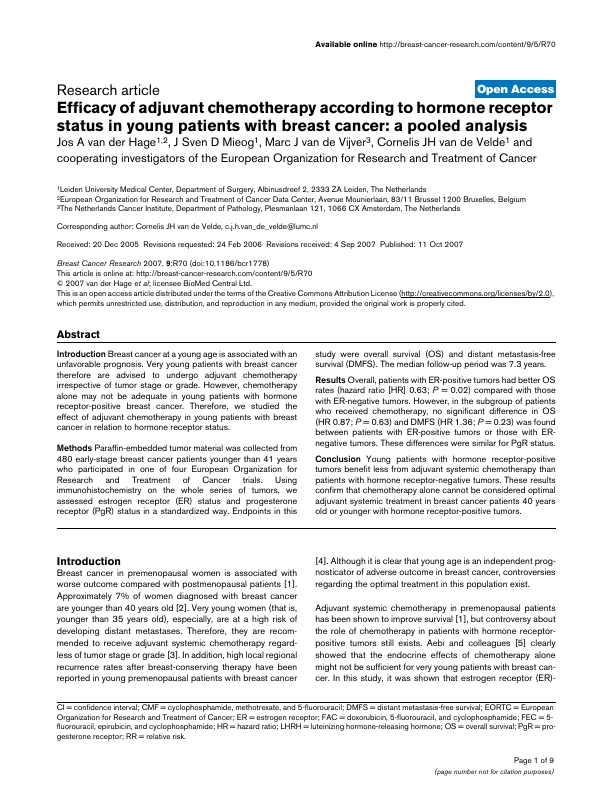 Available online http://breast-cancer-research.com/content/9/5/R70
Research article
Open Access
Efficacy of adjuvant chemotherapy according to hormone receptor
status in young patients with breast cancer: a pooled analysis
Jos A van der Hage1,2, J Sven D Mieog1, Marc J van de Vijver3, Cornelis JH van de Velde1 and
cooperating investigators of the European Organization for Research and Treatment of Cancer
1Leiden University Medical Center, Department of Surgery, Albinusdreef 2, 2333 ZA Leiden, The Netherlands
2European Organization for Research and Treatment of Cancer Data Center, Avenue Mounierlaan, 83/11 Brussel 1200 Bruxelles, Belgium
3The Netherlands Cancer Institute, Department of Pathology, Plesmanlaan 121, 1066 CX Amsterdam, The Netherlands
Corresponding author: Cornelis JH van de Velde, c.j.h.van_de_velde@lumc.nl
Received: 20 Dec 2005 Revisions requested: 24 Feb 2006 Revisions received: 4 Sep 2007 Published: 11 Oct 2007
Breast Cancer Research 2007, 9:R70 (doi:10.1186/bcr1778)
This article is online at: http://breast-cancer-research.com/content/9/5/R70
© 2007 van der Hage et al; licensee BioMed Central Ltd.
This is an open access article distributed under the terms of the Creative Commons Attribution License (http://creativecommons.org/licenses/by/2.0),
which permits unrestricted use, distribution, and reproduction in any medium, provided the original work is properly cited.
Abstract
Introduction Breast cancer at a young age is associated with an
unfavorable prognosis. Very young patients with breast cancer
therefore are advised to undergo adjuvant chemotherapy
irrespective of tumor stage or grade. However, chemotherapy
alone may not be adequate in young patients with hormone
receptor-positive breast cancer. Therefore, we studied the
effect of adjuvant chemotherapy in young patients with breast
cancer in relation to hormone receptor status.
Methods Paraffin-embedded tumor material was collected from
480 early-stage breast cancer patients younger than 41 years
who participated in one of four European Organization for
Research and Treatment of Cancer trials. Using
immunohistochemistry on the whole series of tumors, we
assessed estrogen receptor (ER) status and progesterone
receptor (PgR) status in a standardized way. Endpoints in this
study were overall survival (OS) and distant metastasis-free
survival (DMFS). The median follow-up period was 7.3 years.
Results Overall, patients with ER-positive tumors had better OS
rates (hazard ratio [HR] 0.63; P = 0.02) compared with those
with ER-negative tumors. However, in the subgroup of patients
who received chemotherapy, no significant difference in OS
(HR 0.87; P = 0.63) and DMFS (HR 1.36; P = 0.23) was found
between patients with ER-positive tumors or those with ER-
negative tumors. These differences were similar for PgR status.
Conclusion Young patients with hormone receptor-positive
tumors benefit less from adjuvant systemic chemotherapy than
patients with hormone receptor-negative tumors. These results
confirm that chemotherapy alone cannot be considered optimal
adjuvant systemic treatment in breast cancer patients 40 years
old or younger with hormone receptor-positive tumors.
Introduction
Breast cancer in premenopausal women is associated with
worse outcome compared with postmenopausal patients [1].
Approximately 7% of women diagnosed with breast cancer
are younger than 40 years old [2]. Very young women (that is,
younger than 35 years old), especially, are at a high risk of
developing distant metastases. Therefore, they are recom-
mended to receive adjuvant systemic chemotherapy regard-
less of tumor stage or grade [3]. In addition, high local regional
recurrence rates after breast-conserving therapy have been
reported in young premenopausal patients with breast cancer
[4]. Although it is clear that young age is an independent prog-
nosticator of adverse outcome in breast cancer, controversies
regarding the optimal treatment in this population exist.
Adjuvant systemic chemotherapy in premenopausal patients
has been shown to improve survival [1], but controversy about
the role of chemotherapy in patients with hormone receptor-
positive tumors still exists. Aebi and colleagues [5] clearly
showed that the endocrine effects of chemotherapy alone
might not be sufficient for very young patients with breast can-
cer. In this study, it was shown that estrogen receptor (ER)-
CI = confidence interval; CMF = cyclophosphamide, methotrexate, and 5-fluorouracil; DMFS = distant metastasis-free survival; EORTC = European
Organization for Research and Treatment of Cancer; ER = estrogen receptor; FAC = doxorubicin, 5-fluorouracil, and cyclophosphamide; FEC = 5-
fluorouracil, epirubicin, and cyclophosphamide; HR = hazard ratio; LHRH = luteinizing hormone-releasing hormone; OS = overall survival; PgR = pro-
gesterone receptor; RR = relative risk.
Page 1 of 9
(page number not for citation purposes)